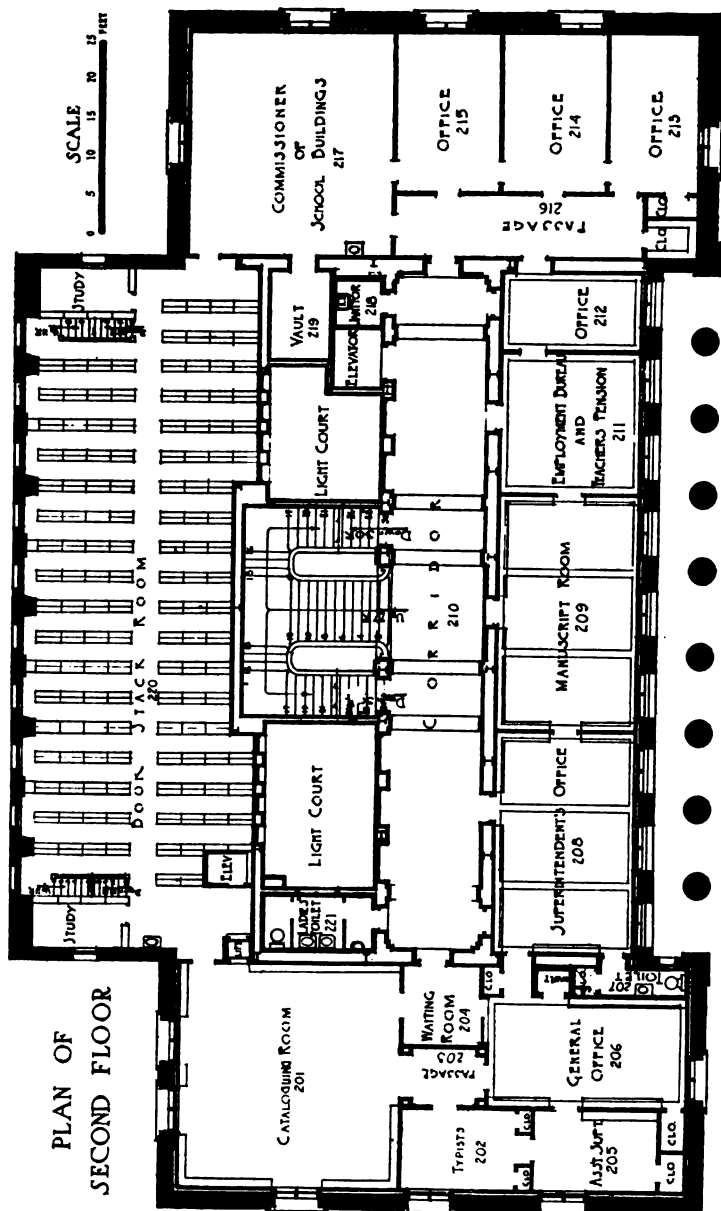 PLAN OF
SECOND FLOOR
SCALE
0 5 10 15 20 25
FEET
STUDY
STUDY
STACK ROOM
220
ELEV
CATALOGUING ROOM
201
LADIES
TOILET
221
LIGHT COURT
LIGHT COURT
VAULT
219
ELEVATOR
JANITOR
218
COMMISSIONER
OF
SCHOOL BUILDINGS
217
OFFICE
215
OFFICE
214
OFFICE
213
PASSAGE
216
CLO
CLO
CORRIDOR
210
WAITING
ROOM
204
PASSAGE
203
TYPISTS
202
CLO
CLO
ASST SUPT
205
CLO
CLO
GENERAL
OFFICE
206
CLO
TOILET
207
SUPERINTENDENT'S OFFICE
208
MANUSCRIPT ROOM
209
EMPLOYMENT BUREAU
AND
TEACHERS PENSION
211
OFFICE
212